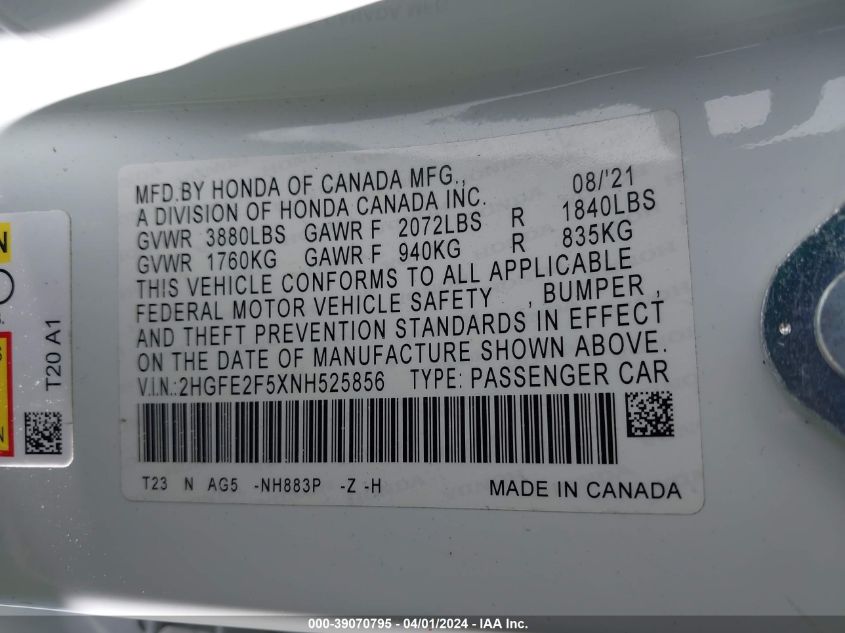 MFD.BY HONDA OF CANADA MFG., 08/'21
A DIVISION OF HONDA CANADA INC.
GVWR 3880LBS GAWR F 2072LBS R 1840LBS
GVWR 1760KG GAWR F 940KG R 835KG
THIS VEHICLE CONFORMS TO ALL APPLICABLE
FEDERAL MOTOR VEHICLE SAFETY , BUMPER ,
AND THEFT PREVENTION STANDARDS IN EFFECT
ON THE DATE OF MANUFACTURE SHOWN ABOVE.
V.I.N.:2HGFE2F5XNH525856 TYPE: PASSENGER CAR
T23 N AG5 -NH883P -Z -H MADE IN CANADA
T20 A1
000-39070795 - 04/01/2024 - IAA Inc.